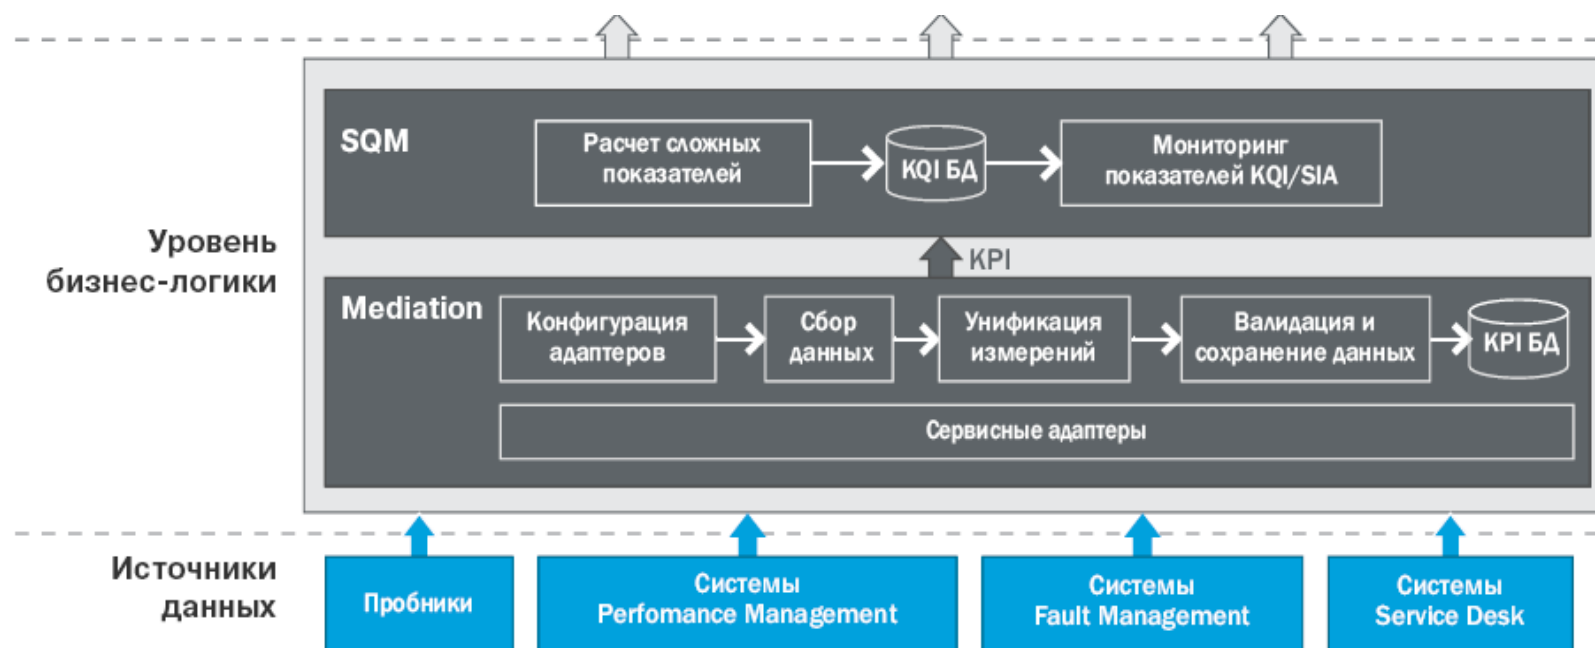 SQM
Расчет сложных
показателей
KQI БД
Мониторинг
показателей KQI/SIA
Уровень
бизнес-логики
KPI
Mediation
Конфигурация
адаптеров
Сбор
данных
Унификация
измерений
Валидация и
сохранение данных
KPI БД
Сервисные адаптеры
Источники
данных
Пробники
Системы
Perfomance Management
Системы
Fault Management
Системы
Service Desk